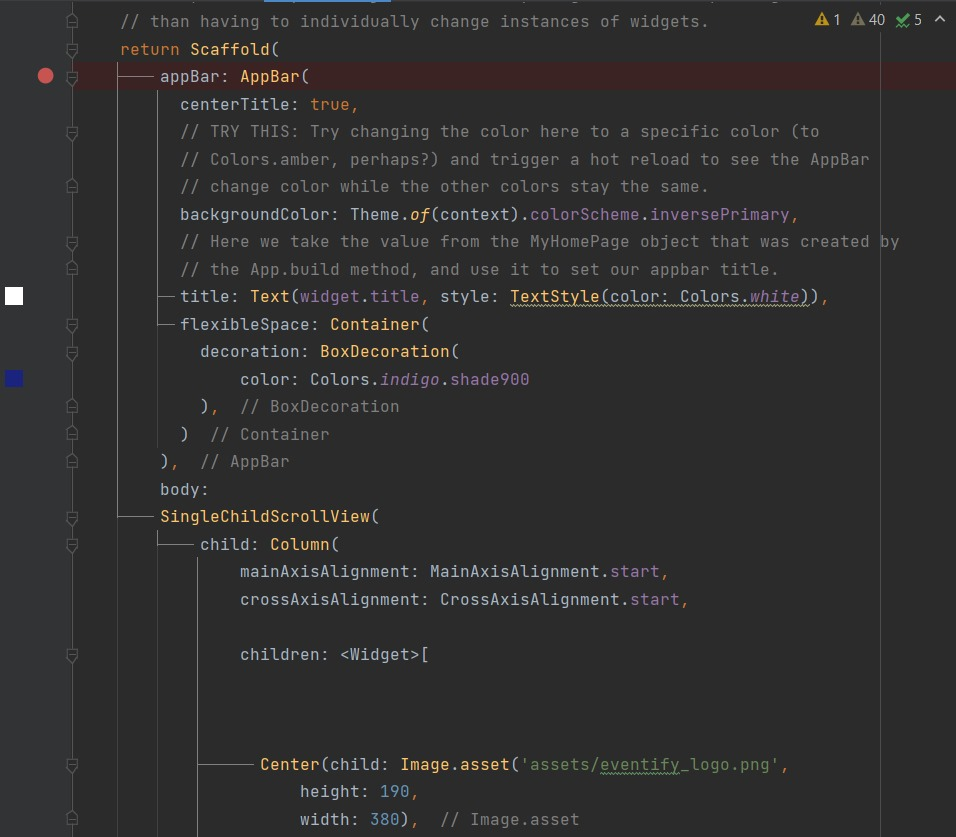 // than having to individually change instances of widgets.
1 40 5
return Scaffold(
appBar: AppBar(
centerTitle: true,
// TRY THIS: Try changing the color here to a specific color (to
// Colors.amber, perhaps?) and trigger a hot reload to see the AppBar
// change color while the other colors stay the same.
backgroundColor: Theme.of(context).colorScheme.inversePrimary,
// Here we take the value from the MyHomePage object that was created by
// the App.build method, and use it to set our appbar title.
title: Text(widget.title, style: TextStyle(color: Colors.white)),
flexibleSpace: Container(
decoration: BoxDecoration(
color: Colors.indigo.shade900
), // BoxDecoration
) // Container
), // AppBar
body:
SingleChildScrollView(
child: Column(
mainAxisAlignment: MainAxisAlignment.start,
crossAxisAlignment: CrossAxisAlignment.start,
children: <Widget>[
Center(child: Image.asset('assets/eventify_logo.png',
height: 190,
width: 380), // Image.asset